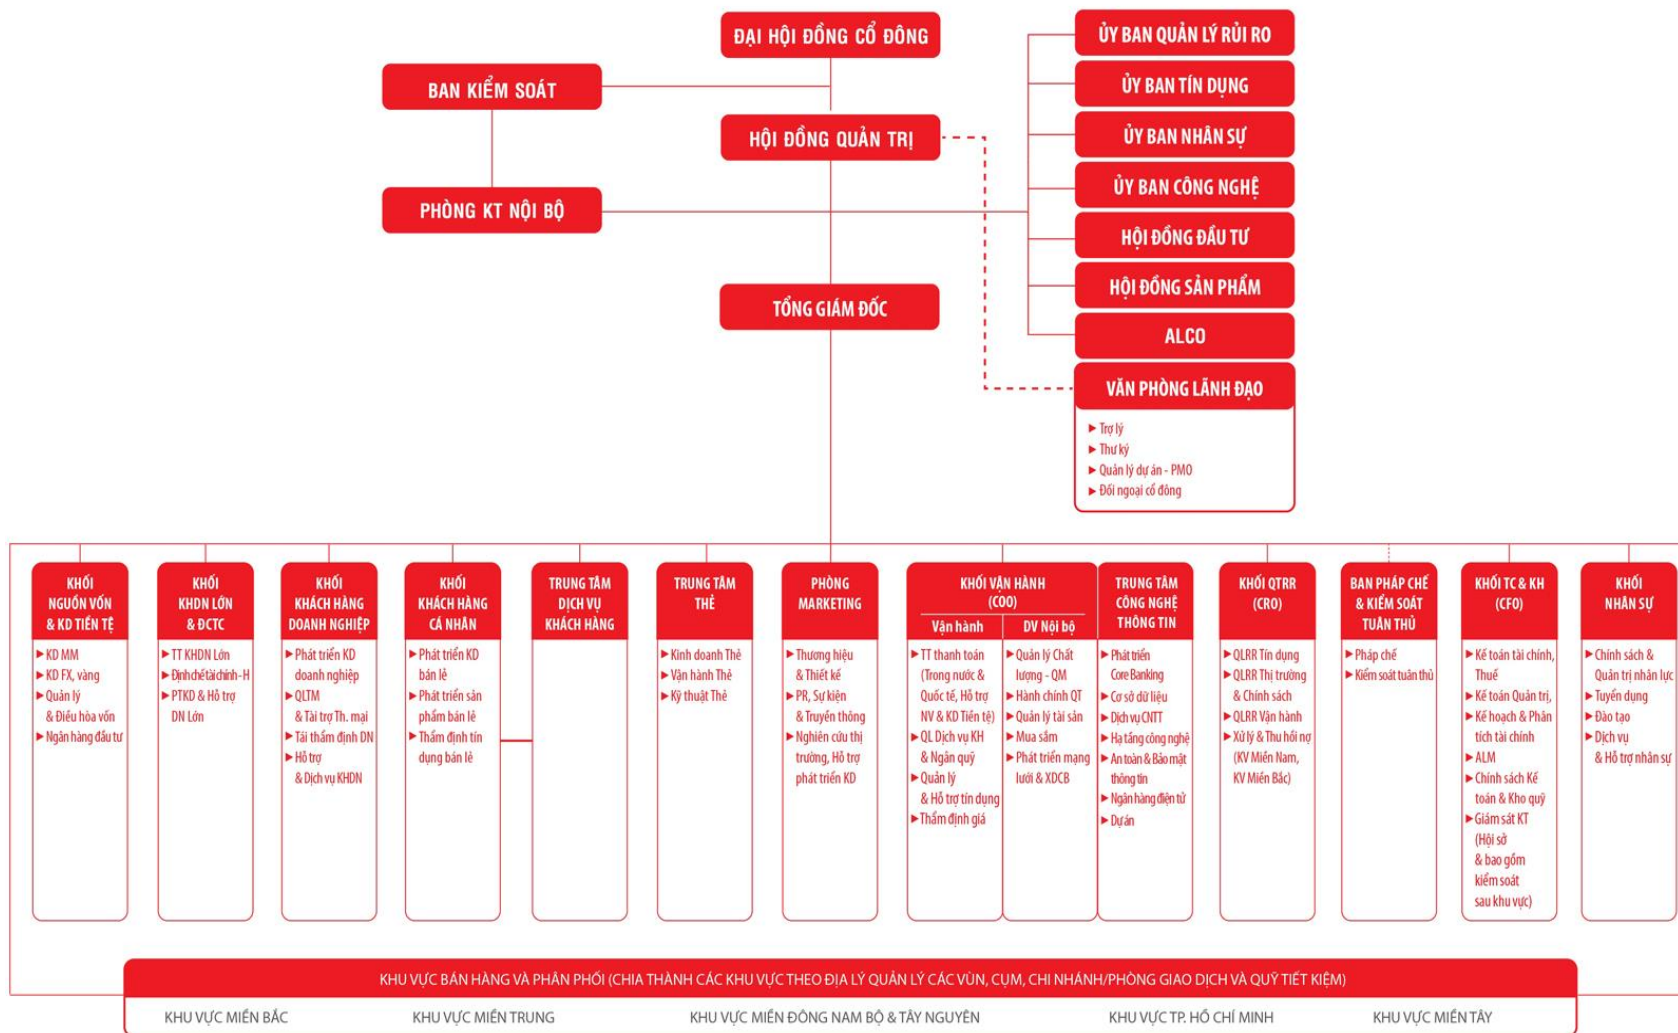 ĐẠI HỘI ĐỒNG CỔ ĐÔNG
BAN KIỂM SOÁT
HỘI ĐỒNG QUẢN TRỊ
PHÒNG KT NỘI BỘ
TỔNG GIÁM ĐỐC
ỦY BAN QUẢN LÝ RỦI RO
ỦY BAN TÍN DỤNG
ỦY BAN NHÂN SỰ
ỦY BAN CÔNG NGHỆ
HỘI ĐỒNG ĐẦU TƯ
HỘI ĐỒNG SẢN PHẨM
ALCO
VĂN PHÒNG LÃNH ĐẠO
▶ Trợ lý
▶ Thư ký
▶ Quản lý dự án - PMO
▶ Đối ngoại cổ đông
KHỐI
NGUỒN VỐN
& KD TIỀN TỆ
▶ KD MM
▶ KD FX, vàng
▶ Quản lý
& Điều hòa vốn
▶ Ngân hàng đầu tư
KHỐI
KHDN LỚN
& ĐCTC
▶ TT KHDN Lớn
▶ Định chế tài chính - H
▶ PTKD & Hỗ trợ
DN Lớn
KHỐI
KHÁCH HÀNG
DOANH NGHIỆP
▶ Phát triển KD
doanh nghiệp
▶ QLTM
& Tài trợ Th. mại
▶ Tái thẩm định DN
▶ Hỗ trợ
& Dịch vụ KHDN
KHỐI
KHÁCH HÀNG
CÁ NHÂN
▶ Phát triển KD
bán lẻ
▶ Phát triển sản
phẩm bán lẻ
▶ Thẩm định tín
dụng bán lẻ
TRUNG TÂM
DỊCH VỤ
KHÁCH HÀNG
TRUNG TÂM
THẺ
▶ Kinh doanh Thẻ
▶ Vận hành Thẻ
▶ Kỹ thuật Thẻ
PHÒNG
MARKETING
▶ Thương hiệu
& Thiết kế
▶ PR, Sự kiện
& Truyền thông
▶ Nghiên cứu thị
trường, Hỗ trợ
phát triển KD
KHỐI VẬN HÀNH
(COO)
Vận hành
▶ TT thanh toán
(Trong nước &
Quốc tế, Hỗ trợ
NV & KD Tiền tệ)
▶ QL Dịch vụ KH
& Ngân quỹ
▶ Quản lý
& Hỗ trợ tín dụng
▶ Thẩm định giá
DV Nội bộ
▶ Quản lý Chất
lượng - QM
▶ Hành chính QT
▶ Quản lý tài sản
▶ Mua sắm
▶ Phát triển mạng
lưới & XDCB
TRUNG TÂM
CÔNG NGHỆ
THÔNG TIN
▶ Phát triển
Core Banking
▶ Cơ sở dữ liệu
▶ Dịch vụ CNTT
▶ Hạ tầng công nghệ
▶ An toàn & Bảo mật
thông tin
▶ Ngân hàng điện tử
▶ Dự án
KHỐI QTRR
(CRO)
▶ QLRR Tín dụng
▶ QLRR Thị trường
& Chính sách
▶ QLRR Vận hành
▶ Xử lý & Thu hồi nợ
(KV Miền Nam,
KV Miền Bắc)
BAN PHÁP CHẾ
& KIỂM SOÁT
TUÂN THỦ
▶ Pháp chế
▶ Kiểm soát tuân thủ
KHỐI TC & KH
(CFO)
▶ Kế toán tài chính,
Thuế
▶ Kế toán Quản trị,
▶ Kế hoạch & Phân
tích tài chính
▶ ALM
▶ Chính sách Kế
toán & Kho quỹ
▶ Giám sát KT
(Hội sở
& bao gồm
kiểm soát
sau khu vực)
KHỐI
NHÂN SỰ
▶ Chính sách &
Quản trị nhân lực
▶ Tuyển dụng
▶ Đào tạo
▶ Dịch vụ
& Hỗ trợ nhân sự
KHU VỰC BÁN HÀNG VÀ PHÂN PHỐI (CHIA THÀNH CÁC KHU VỰC THEO ĐỊA LÝ QUẢN LÝ CÁC VÙN, CỤM, CHI NHÁNH/PHÒNG GIAO DỊCH VÀ QUỸ TIẾT KIỆM)
KHU VỰC MIỀN BẮC KHU VỰC MIỀN TRUNG KHU VỰC MIỀN ĐÔNG NAM BỘ & TÂY NGUYÊN KHU VỰC TP. HỒ CHÍ MINH KHU VỰC MIỀN TÂY